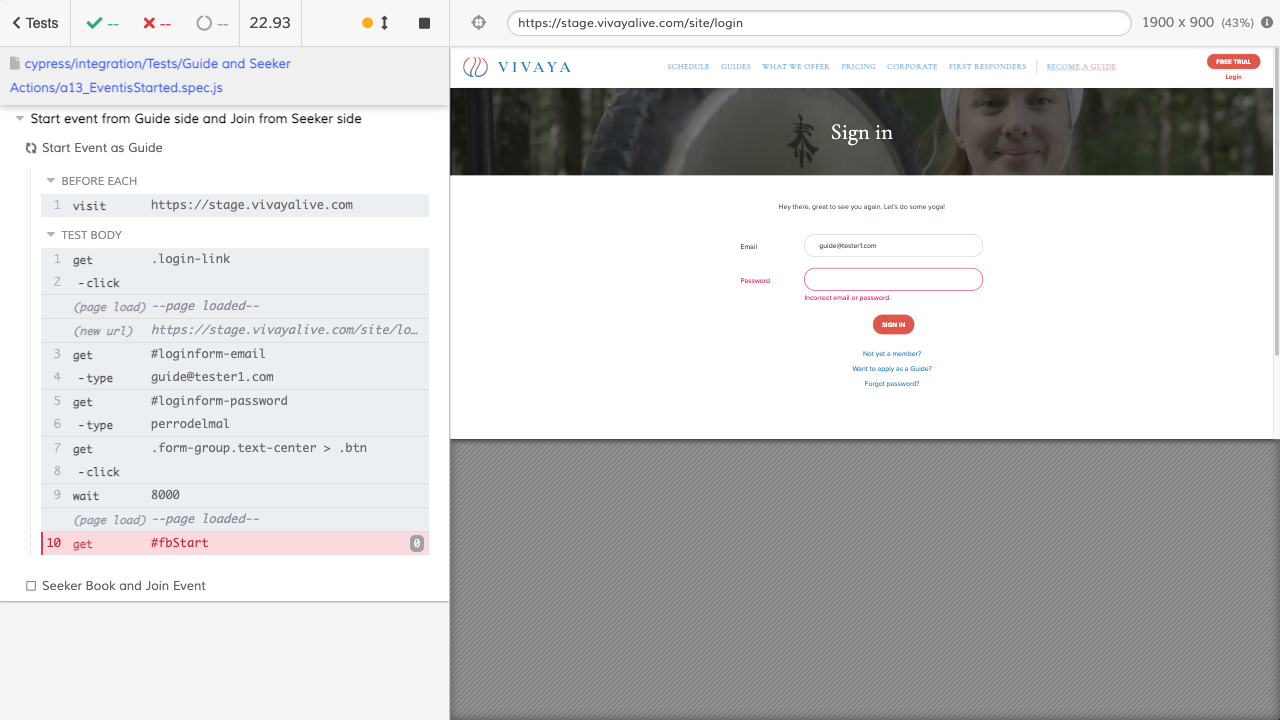 Tests
--
--
--
22.93
https://stage.vivayalive.com/site/login
1900 x 900 (43%)
cypress/integration/Tests/Guide and Seeker
Actions/a13_EventisStarted.spec.js
Start event from Guide side and Join from Seeker side
Start Event as Guide
BEFORE EACH
1 visit https://stage.vivayalive.com
TEST BODY
1 get .login-link
2 -click
(page load) --page loaded--
(new url) https://stage.vivayalive.com/site/lo…
3 get #loginform-email
4 -type guide@tester1.com
5 get #loginform-password
6 -type perrodelmal
7 get .form-group.text-center > .btn
8 -click
9 wait 8000
(page load) --page loaded--
10 get #fbStart 0
Seeker Book and Join Event
VIVAYA
SCHEDULE GUIDES WHAT WE OFFER PRICING CORPORATE FIRST RESPONDERS BECOME A GUIDE
FREE TRIAL
Login
Sign in
Hey there, great to see you again. Let's do some yoga!
Email guide@tester1.com
Password
Incorrect email or password.
SIGN IN
Not yet a member?
Want to apply as a Guide?
Forgot password?